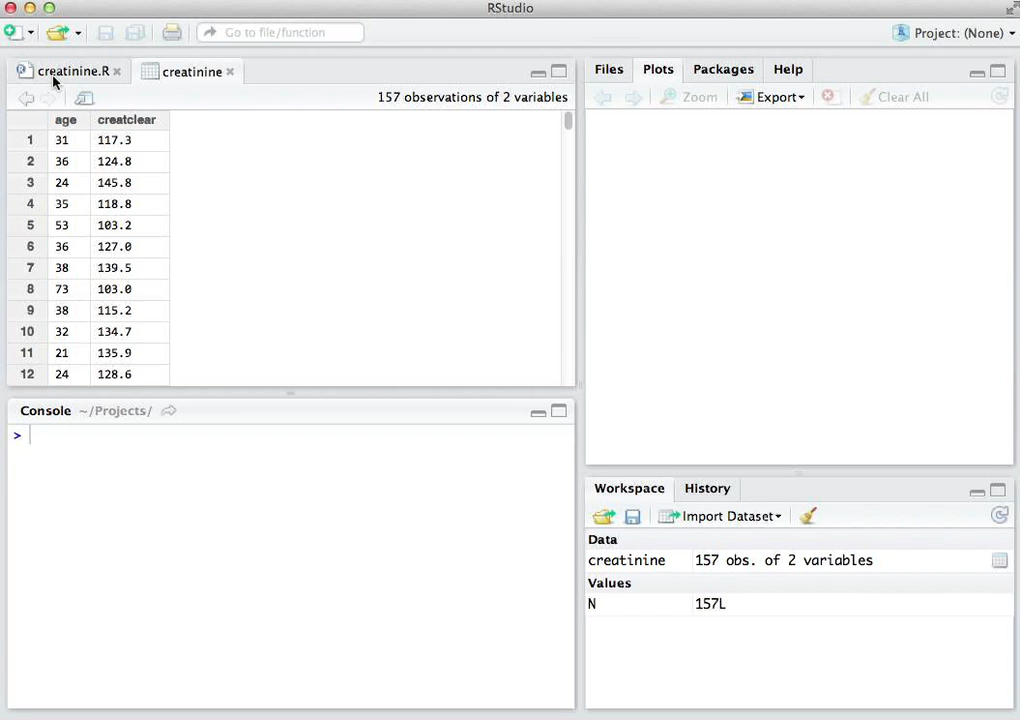 RStudio
Go to file/function
Project: (None)
creatinine.R
creatinine
157 observations of 2 variables
age creatclear
1 31 117.3
2 36 124.8
3 24 145.8
4 35 118.8
5 53 103.2
6 36 127.0
7 38 139.5
8 73 103.0
9 38 115.2
10 32 134.7
11 21 135.9
12 24 128.6
Console ~/Projects/
>
Files Plots Packages Help
Zoom Export Clear All
Workspace History
Import Dataset
Data
creatinine 157 obs. of 2 variables
Values
N 157L